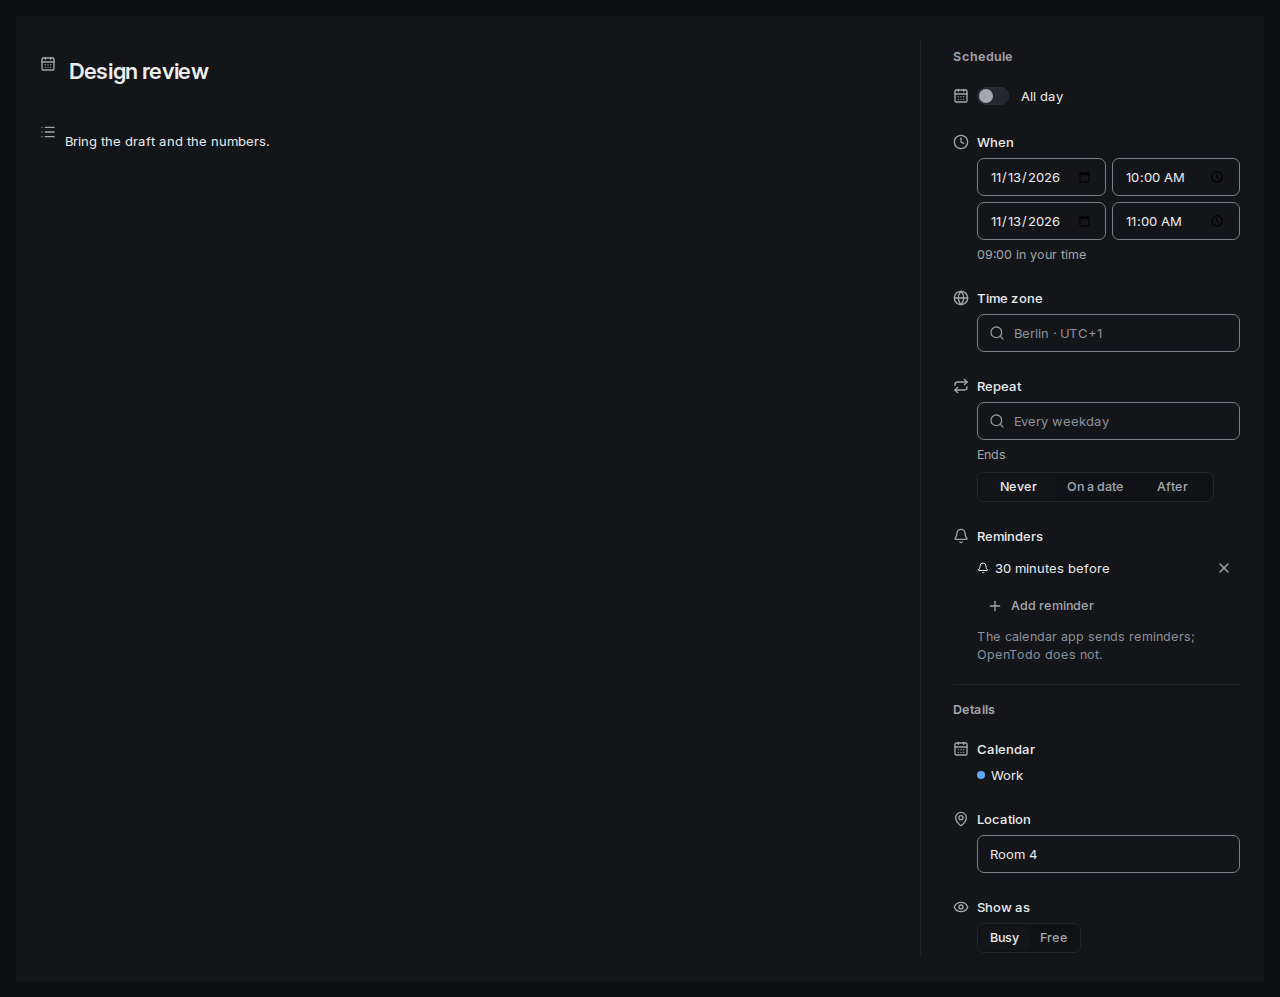 Design review
Bring the draft and the numbers.
Schedule
All day
When
11/13/2026 10:00 AM
11/13/2026 11:00 AM
09:00 in your time
Time zone
Berlin · UTC+1
Repeat
Every weekday
Ends
Never On a date After
Reminders
30 minutes before
Add reminder
The calendar app sends reminders;
OpenTodo does not.
Details
Calendar
Work
Location
Room 4
Show as
Busy Free